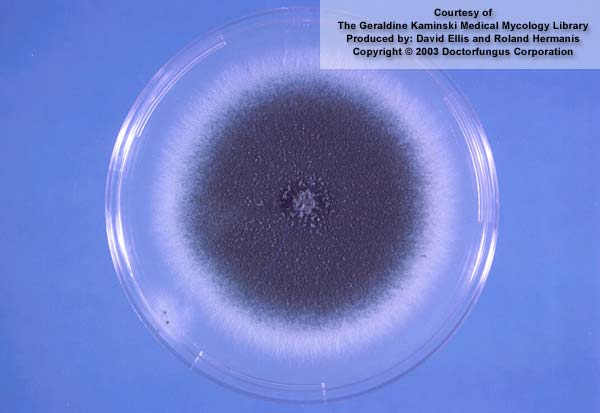 Courtesy of
The Geraldine Kaminski Medical Mycology Library
Produced by: David Ellis and Roland Hermanis
Copyright © 2003 Doctorfungus Corporation